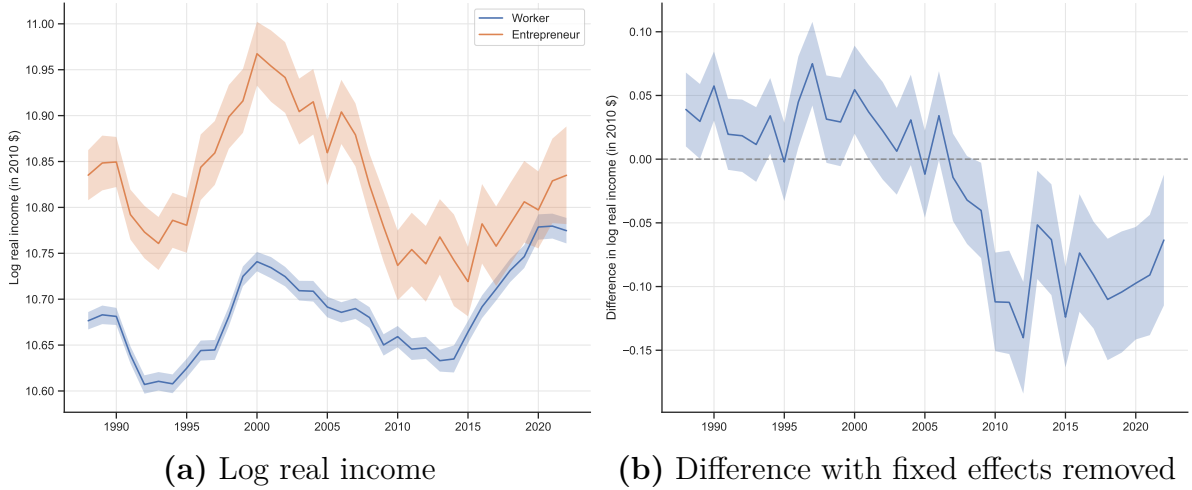 11.00
10.95
10.90
10.85
10.80
10.75
10.70
10.65
10.60
Log real income (in 2010 $)
Worker
Entrepreneur
1990 1995 2000 2005 2010 2015 2020
(a) Log real income
0.10
0.05
0.00
−0.05
−0.10
−0.15
Difference in log real income (in 2010 $)
1990 1995 2000 2005 2010 2015 2020
(b) Difference with fixed effects removed